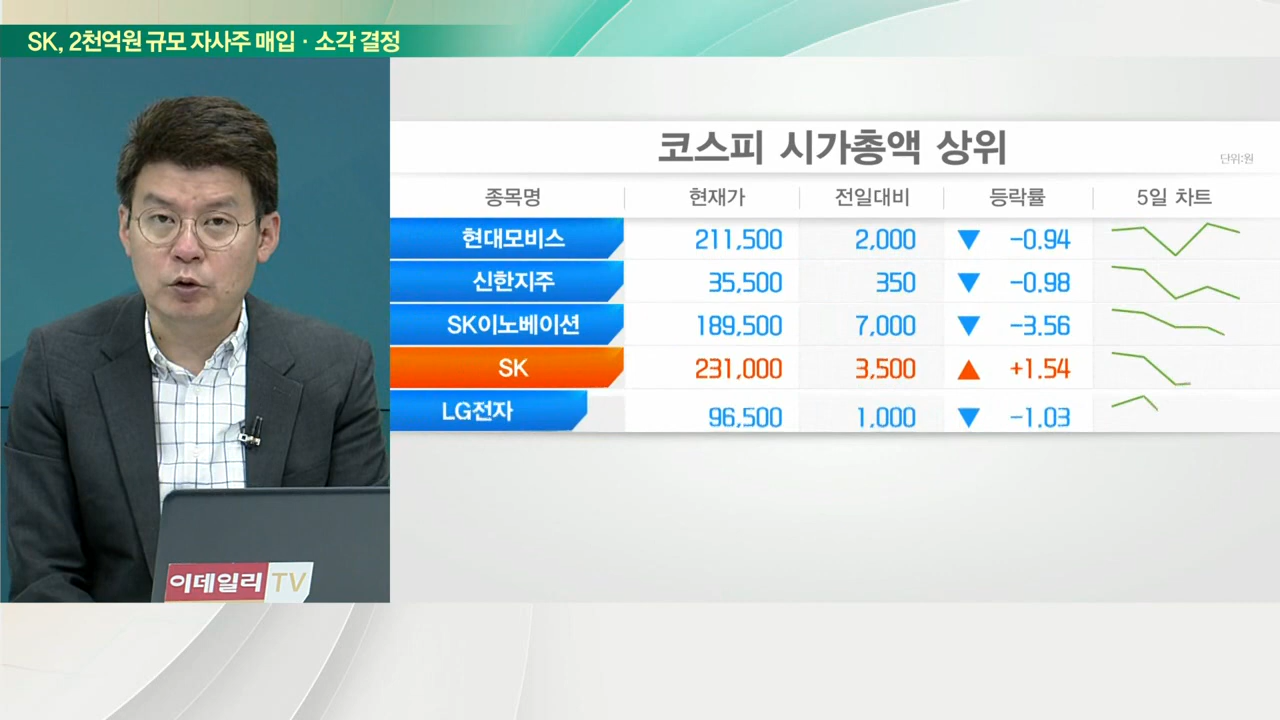 SK, 2천억원 규모 자사주 매입·소각 결정
코스피 시가총액 상위
단위:원
종목명 현재가 전일대비 등락률 5일 차트
현대모비스 211,500 2,000 ▼ -0.94
신한지주 35,500 350 ▼ -0.98
SK이노베이션 189,500 7,000 ▼ -3.56
SK 231,000 3,500 ▲ +1.54
LG전자 96,500 1,000 ▼ -1.03
이데일리 TV